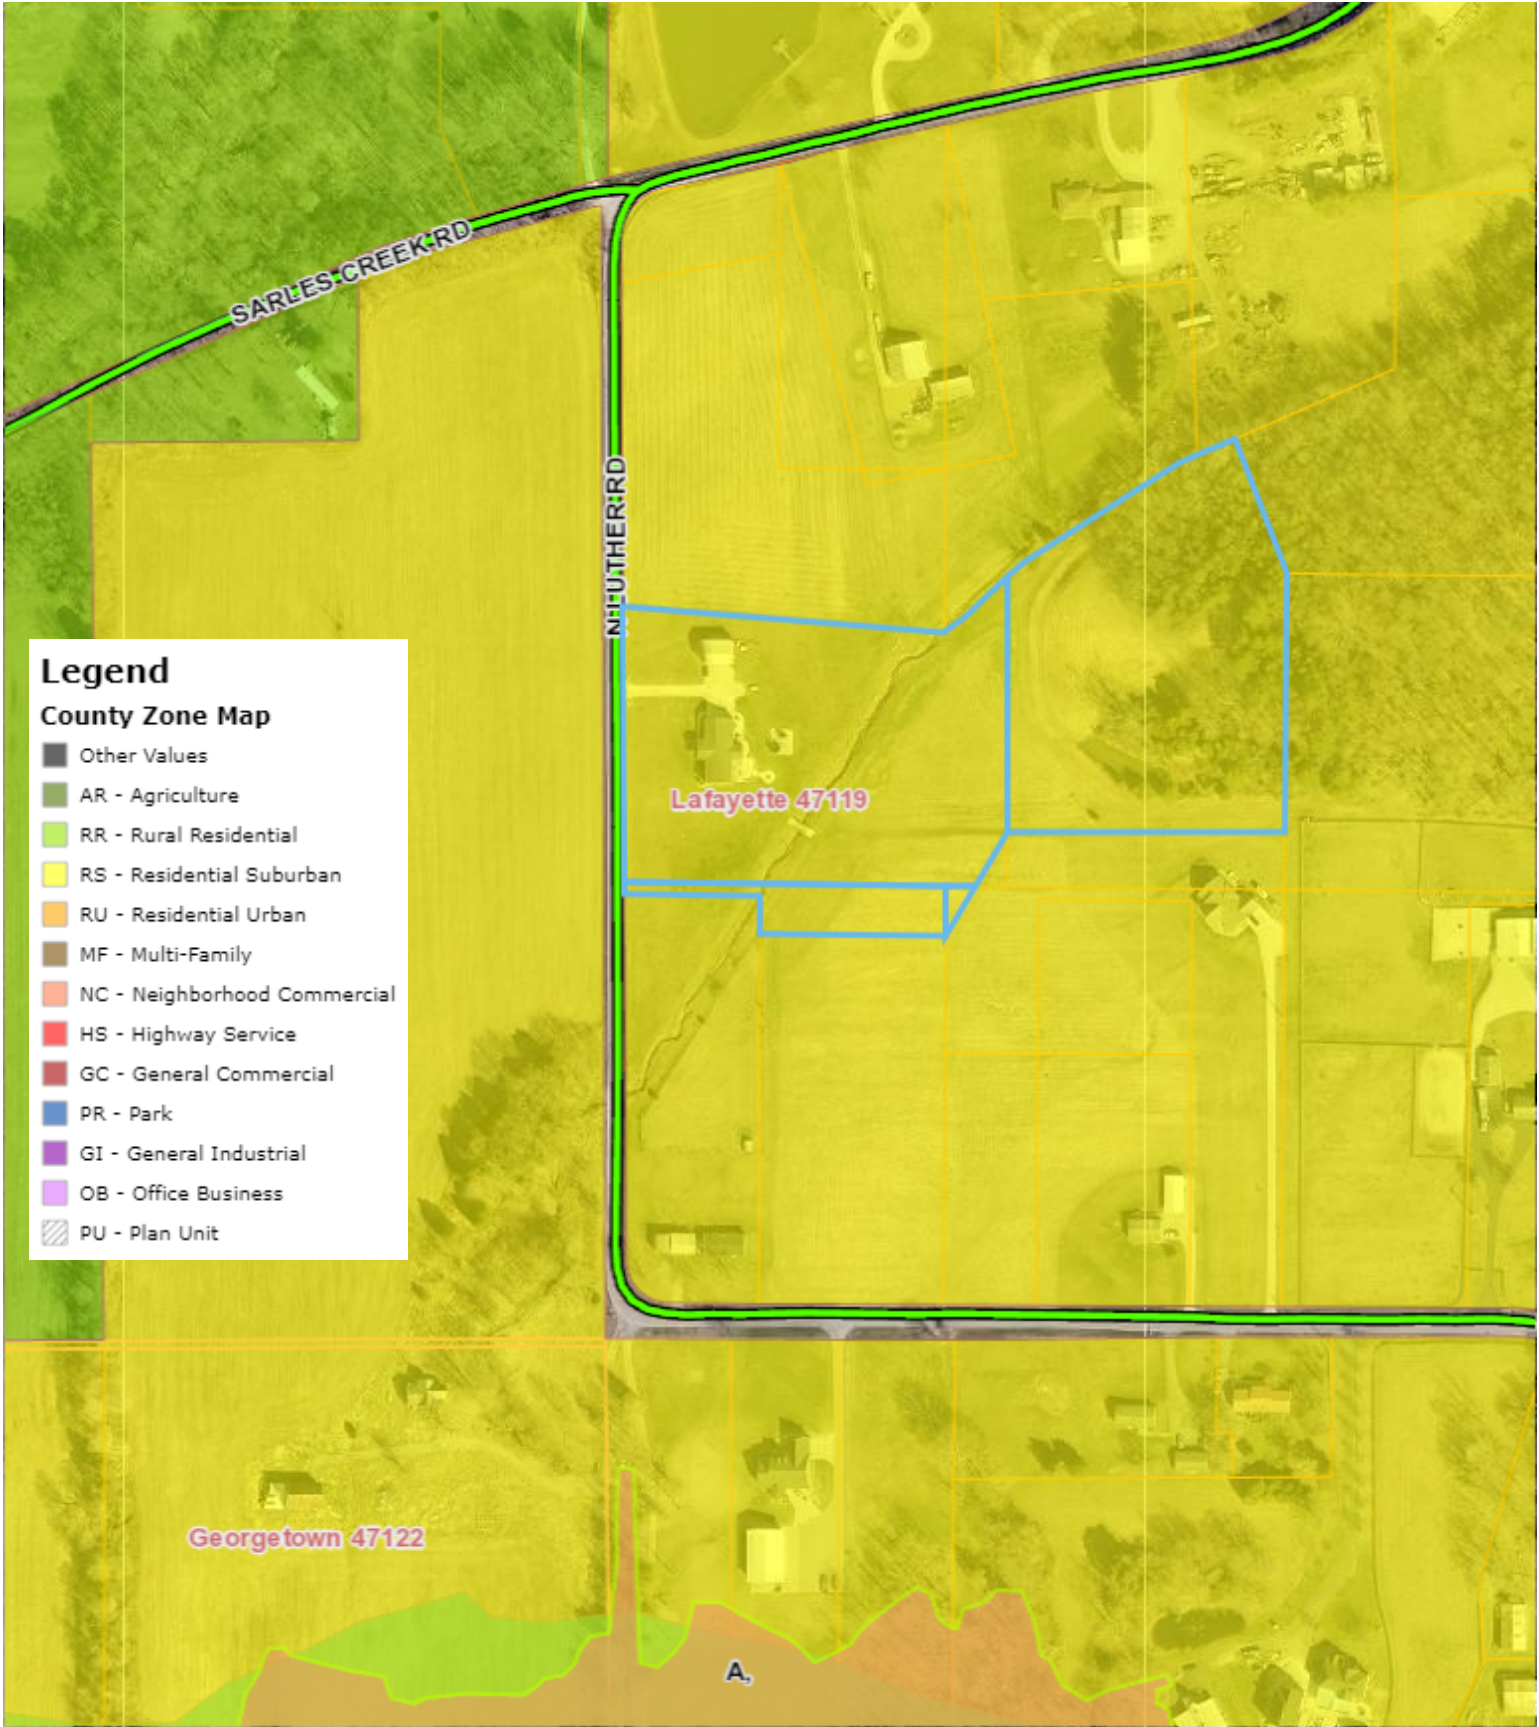 SARLES CREEK RD
N LUTHER RD
Legend
County Zone Map
Other Values
AR - Agriculture
RR - Rural Residential
RS - Residential Suburban
RU - Residential Urban
MF - Multi-Family
NC - Neighborhood Commercial
HS - Highway Service
GC - General Commercial
PR - Park
GI - General Industrial
OB - Office Business
PU - Plan Unit
Lafayette 47119
Georgetown 47122
A,